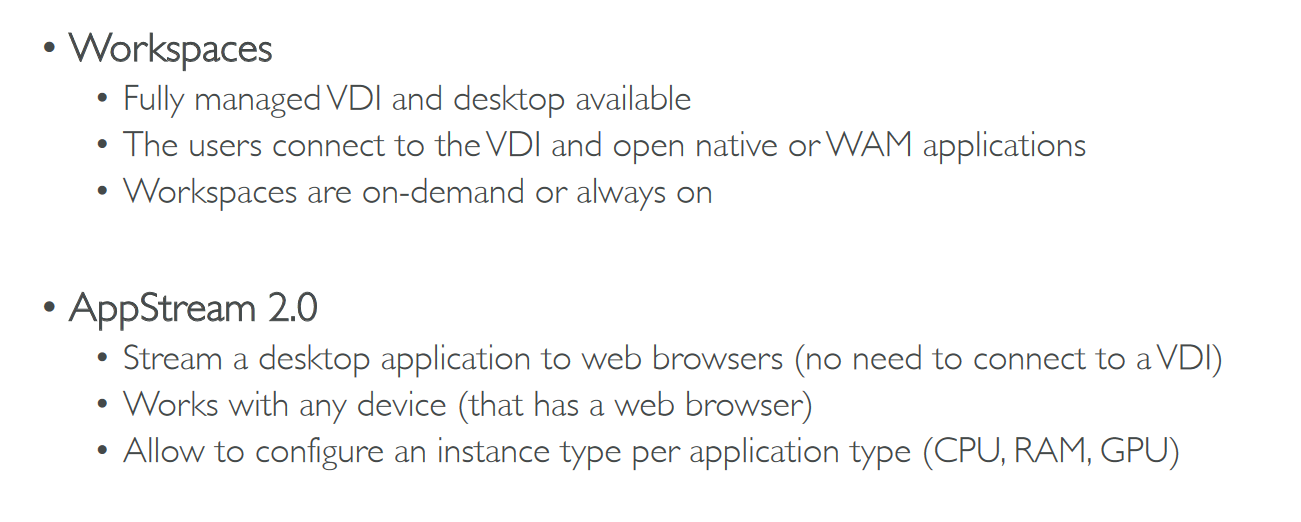 • Workspaces
• Fully managed VDI and desktop available
• The users connect to the VDI and open native or WAM applications
• Workspaces are on-demand or always on
• AppStream 2.0
• Stream a desktop application to web browsers (no need to connect to a VDI)
• Works with any device (that has a web browser)
• Allow to configure an instance type per application type (CPU, RAM, GPU)